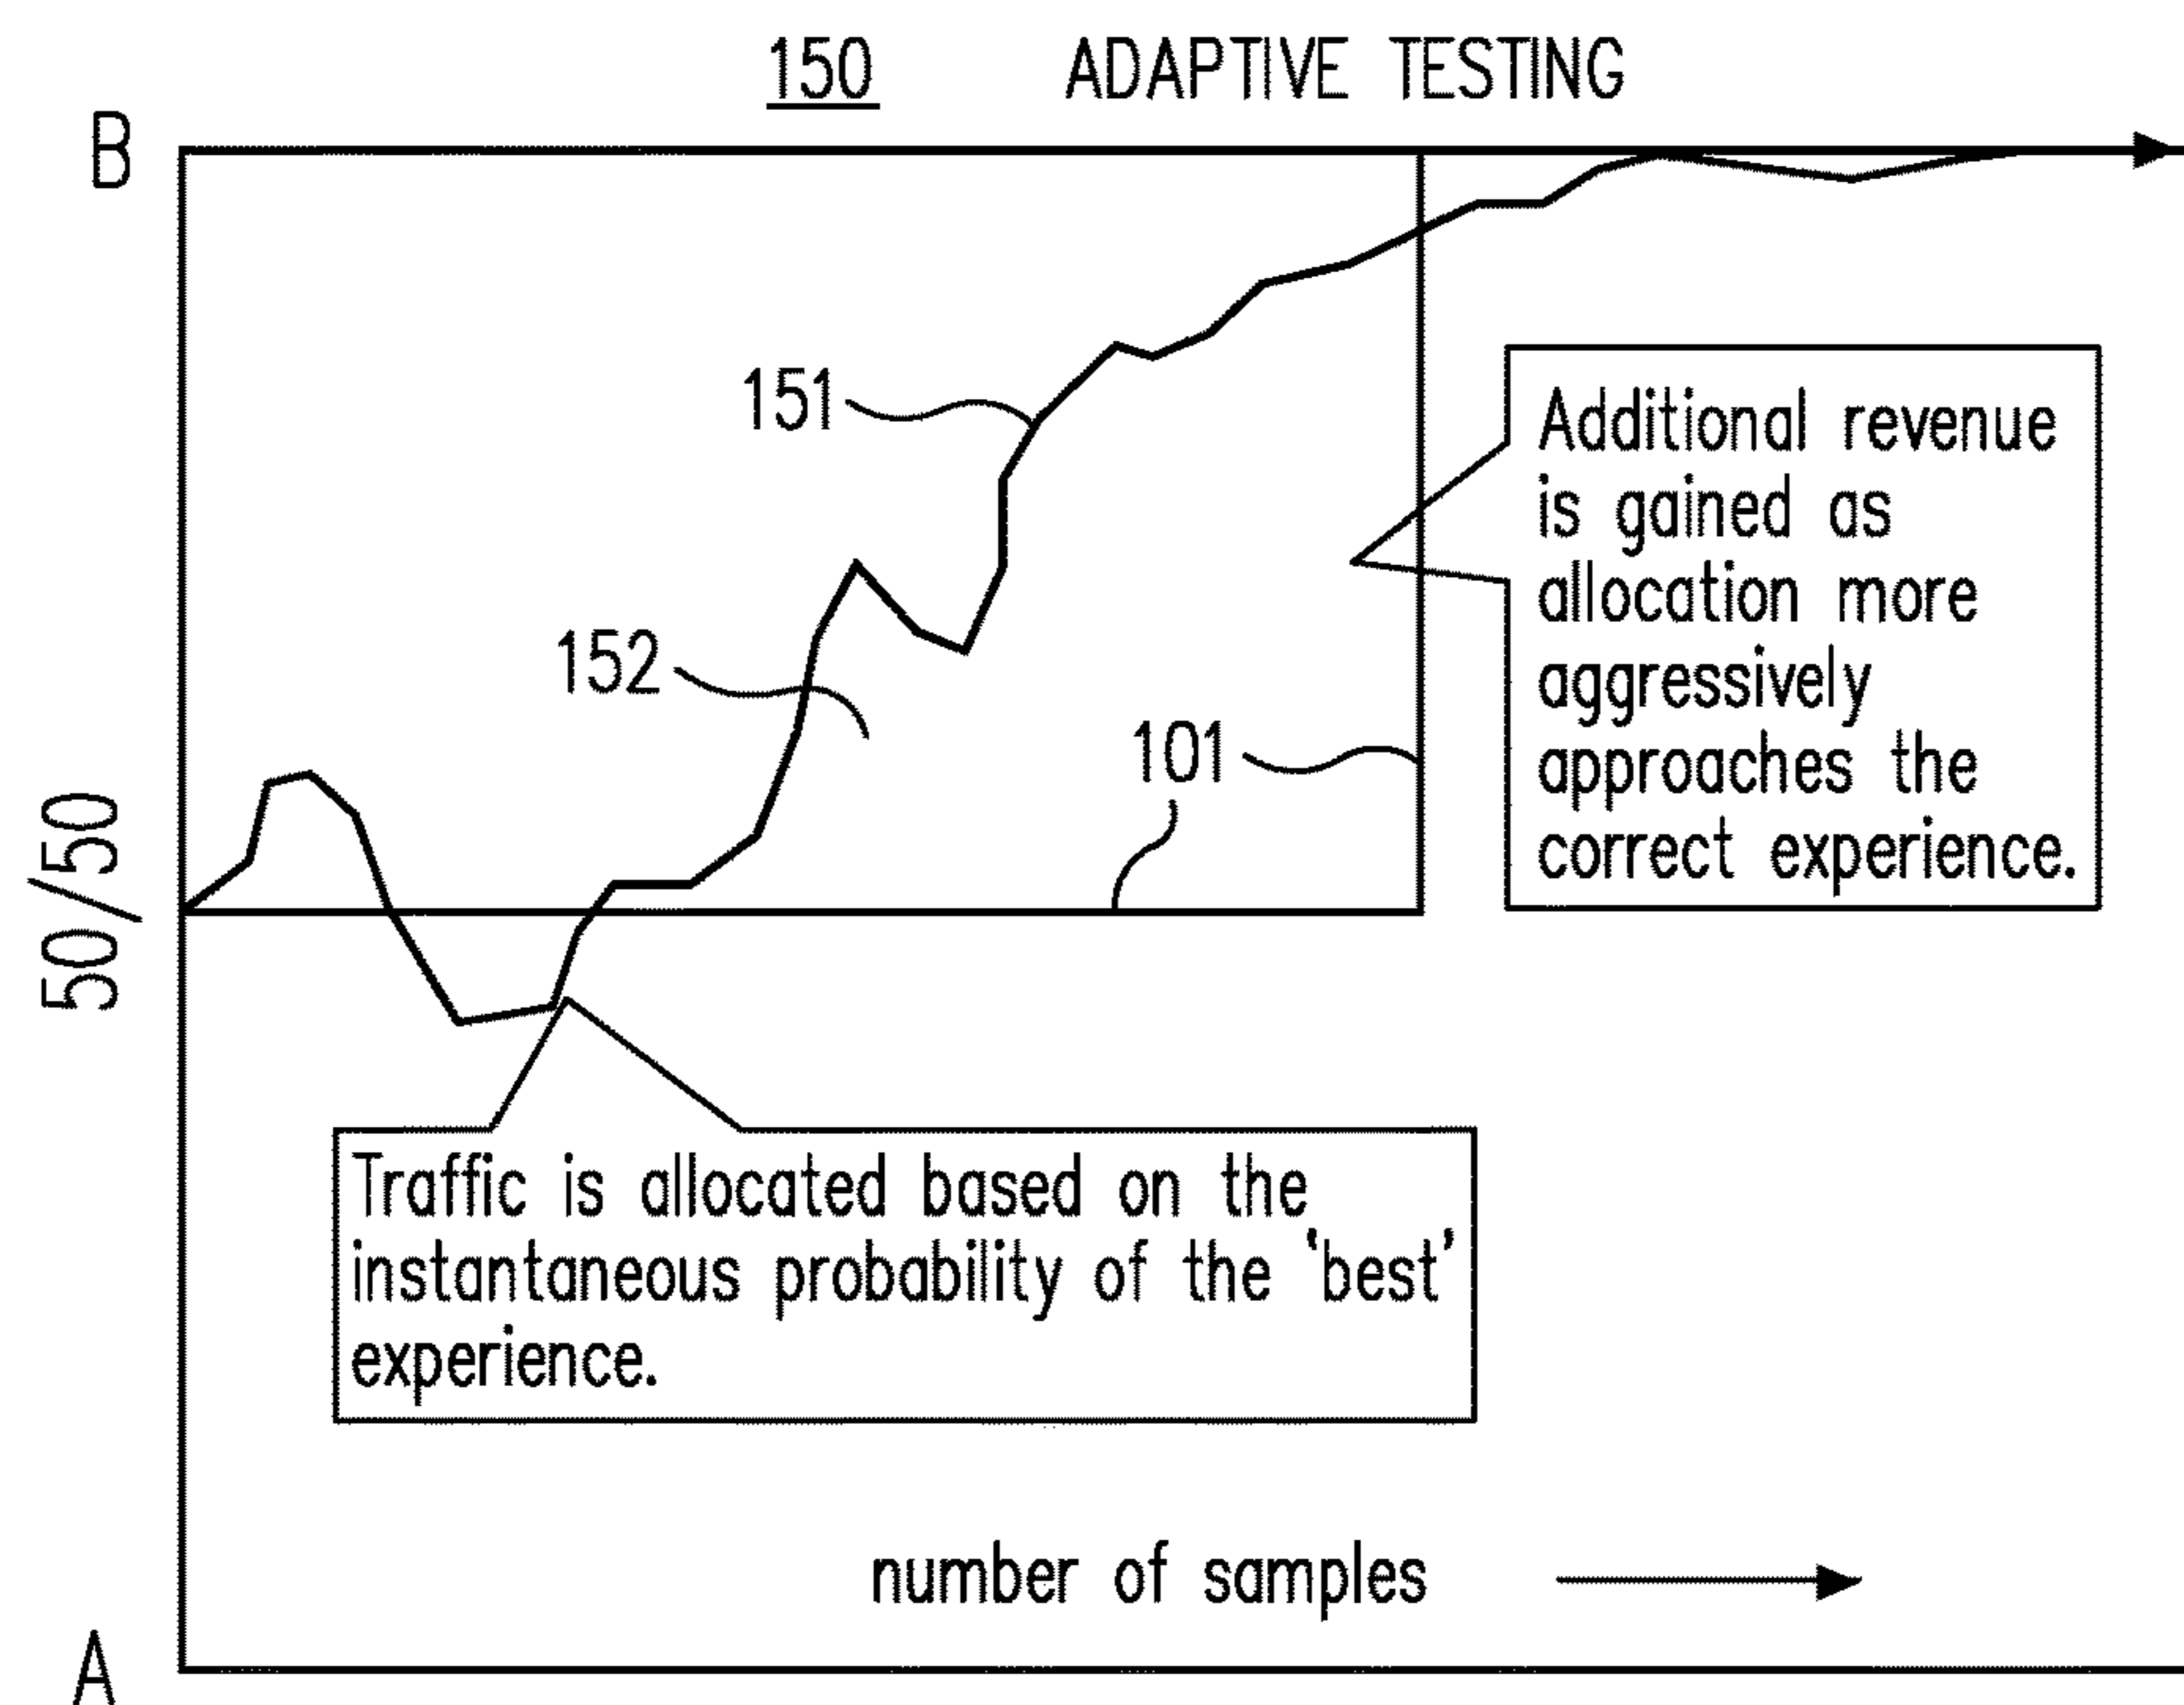 150 ADAPTIVE TESTING
B
151
Additional revenue
is gained as
allocation more
aggressively
approaches the
correct experience.
152
101
50/50
Traffic is allocated based on the
instantaneous probability of the 'best'
experience.
number of samples
A